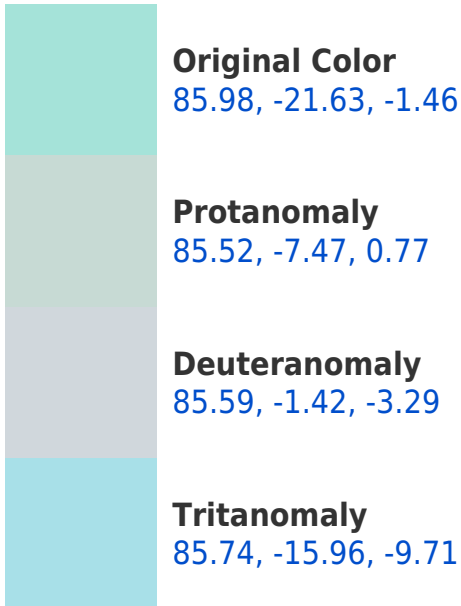 Original Color
85.98, -21.63, -1.46
Protanomaly
85.52, -7.47, 0.77
Deuteranomaly
85.59, -1.42, -3.29
Tritanomaly
85.74, -15.96, -9.71